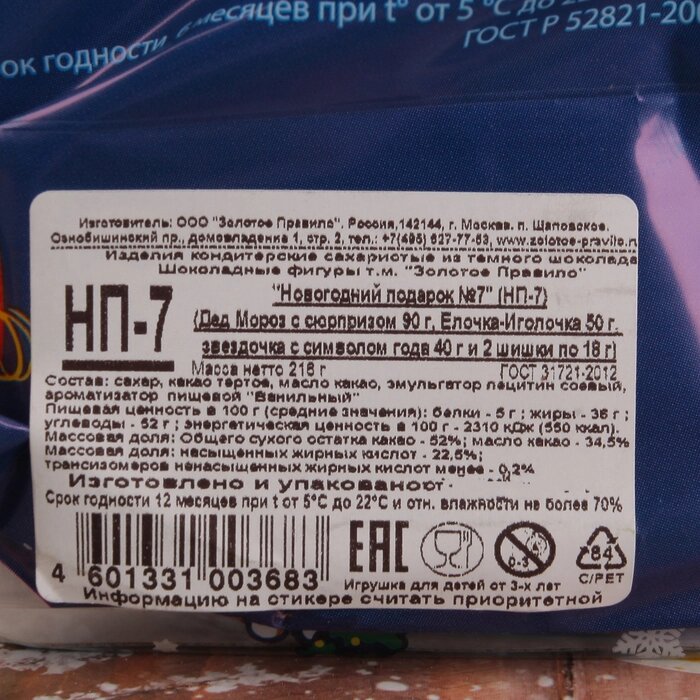 месяцев при t° от 5 °С до
ок годности
ГОСТ Р 52821-20
Изготовитель: ООО "Золотое Правило". Россия,142144, г. Москва. п. Щаповское.
Ознобишинский пр., домовладение 1, стр. 2, тел.: +7(495) 627-77-53, www.zolotoe-pravilo.ru
Изделия кондитерские сахаристые из темного шоколада
Шоколадные фигуры т.м. "Золотое Правило"
НП-7
"Новогодний подарок №7" (НП-7)
(Дед Мороз с сюрпризом 90 г, Елочка-Иголочка 50 г.
звездочка с символом года 40 г и 2 шишки по 18 г)
Масса нетто 216 г ГОСТ 31721-2012
Состав: сахар, какао тертое, масло какао, эмульгатор лецитин соевый,
ароматизатор пищевой "Ванильный"
Пищевая ценность в 100 г (средние значения): белки - 5 г ; жиры - 36 г ;
углеводы - 52 г ; энергетическая ценность в 100 г - 2310 кДж (550 ккал).
Массовая доля: Общего сухого остатка какао - 52%; масло какао - 34,5%
Массовая доля: насыщенных жирных кислот - 22,5%;
трансизомеров ненасыщенных жирных кислот менее - 0,2%
Изготовлено и упаковано
Срок годности 12 месяцев при t от 5°С до 22°С и отн. влажности не более 70%
4 601331 003683
ЕАС
0-3
84
C/PET
Игрушка для детей от 3-х лет
Информацию на стикере считать приоритетной